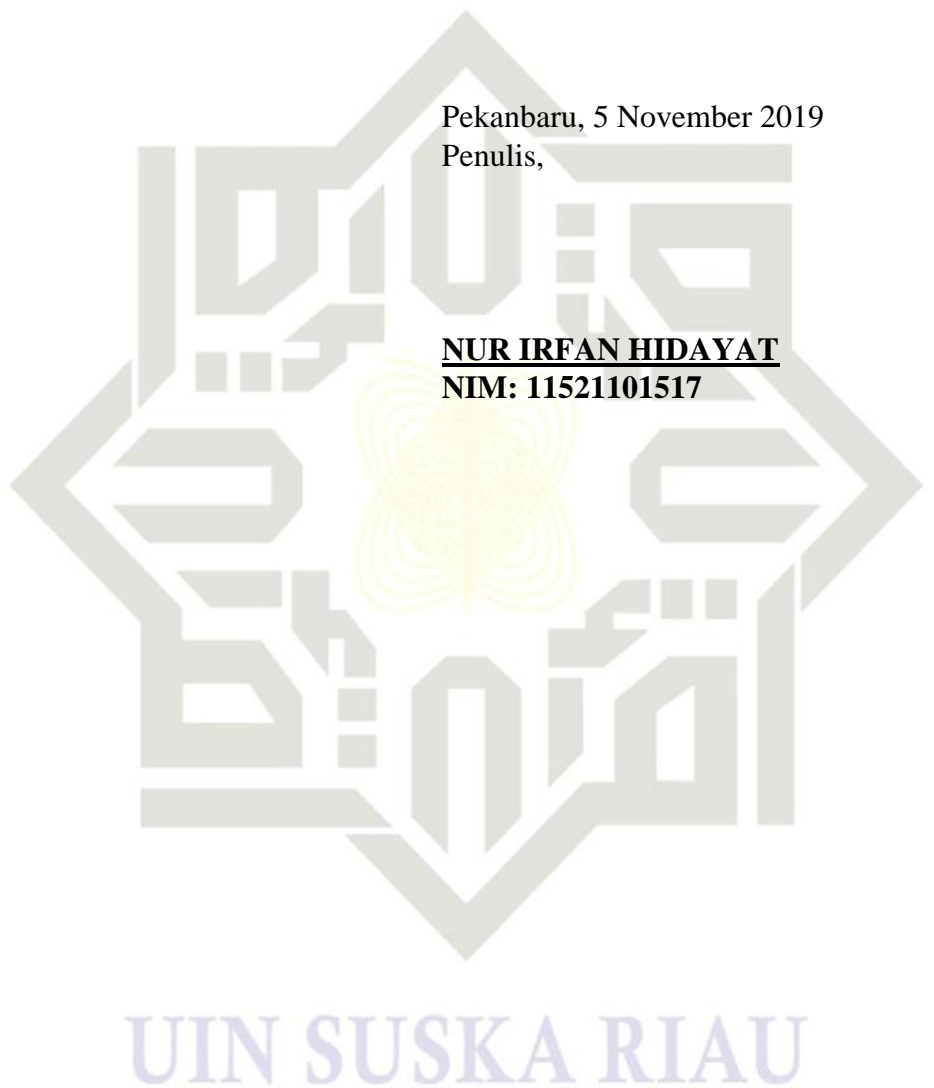 Pekanbaru, 5 November 2019
Penulis,
NUR IRFAN HIDAYAT
NIM: 11521101517
UIN SUSKA RIAU